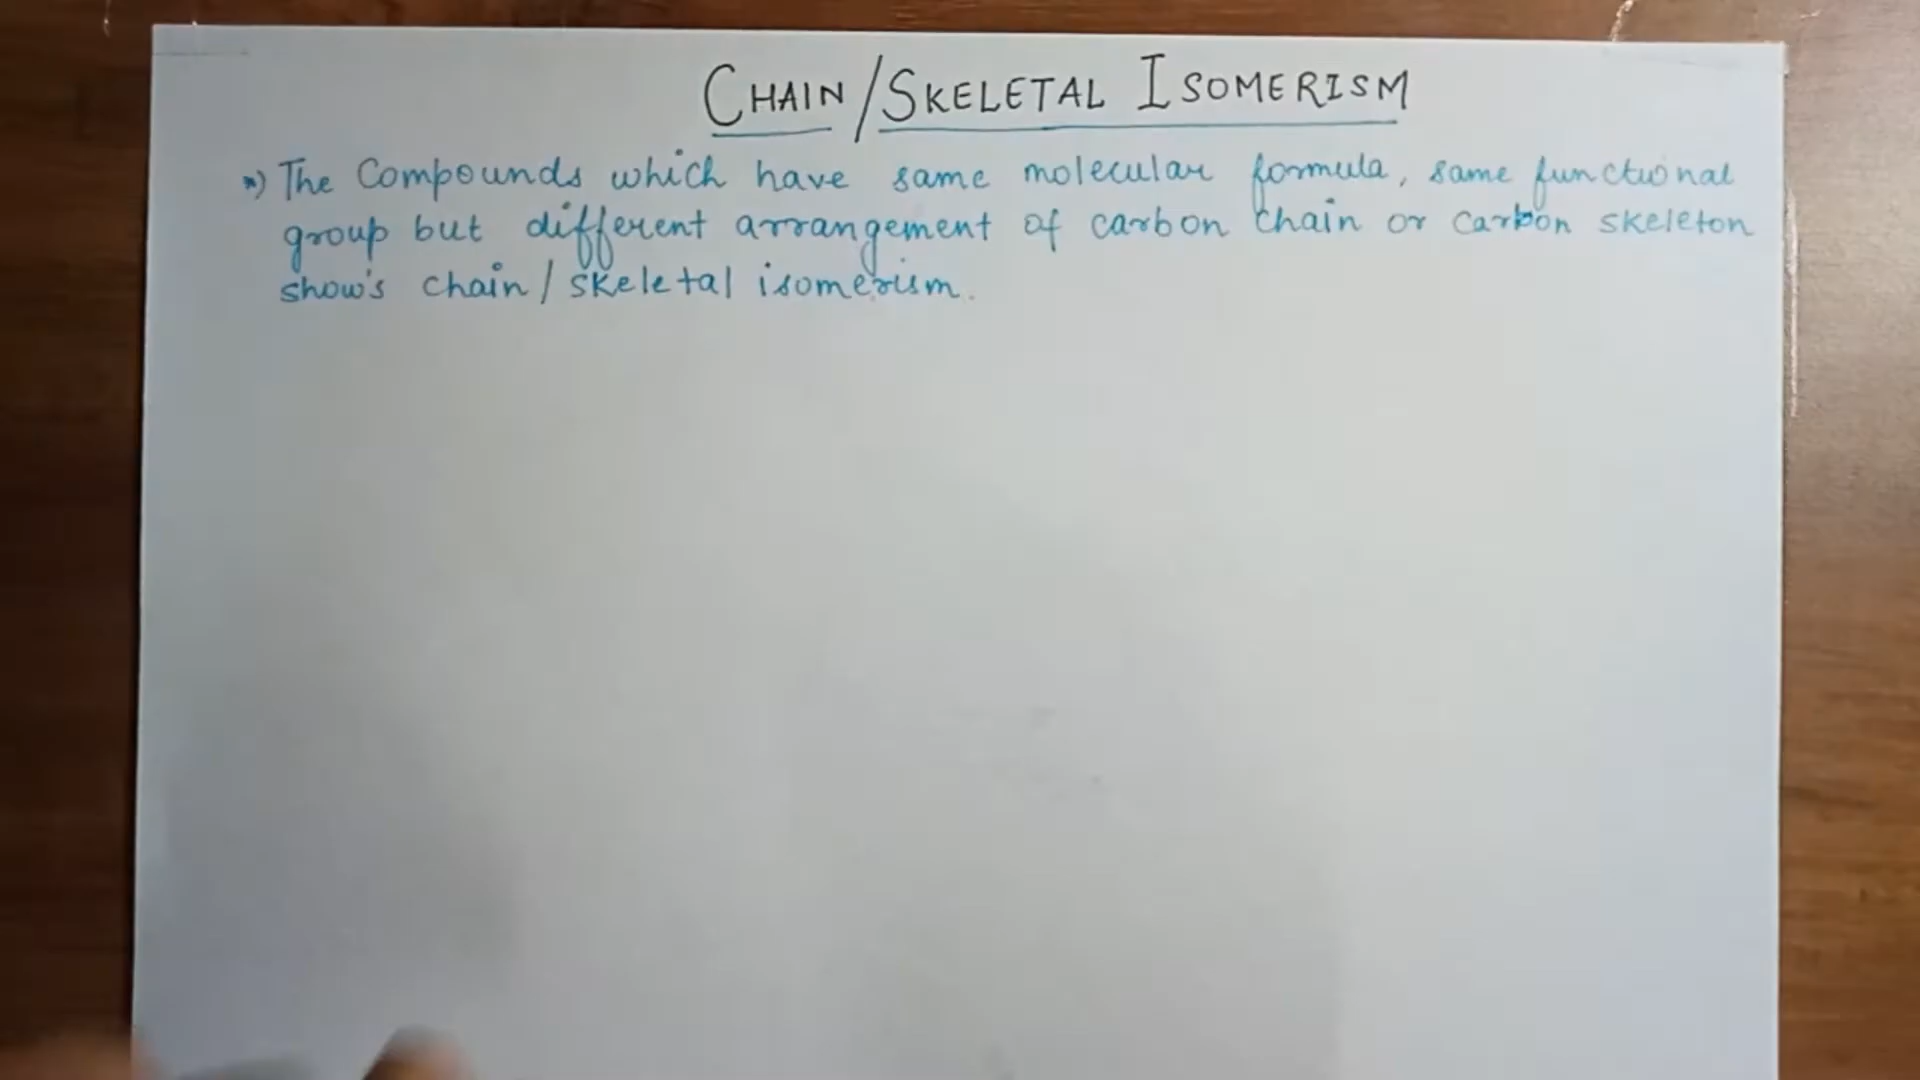 CHAIN/SKELETAL ISOMERISM
*) The Compounds which have same molecular formula, same functional
group but different arrangement of carbon chain or carbon skeleton
show's chain/skeletal isomerism.